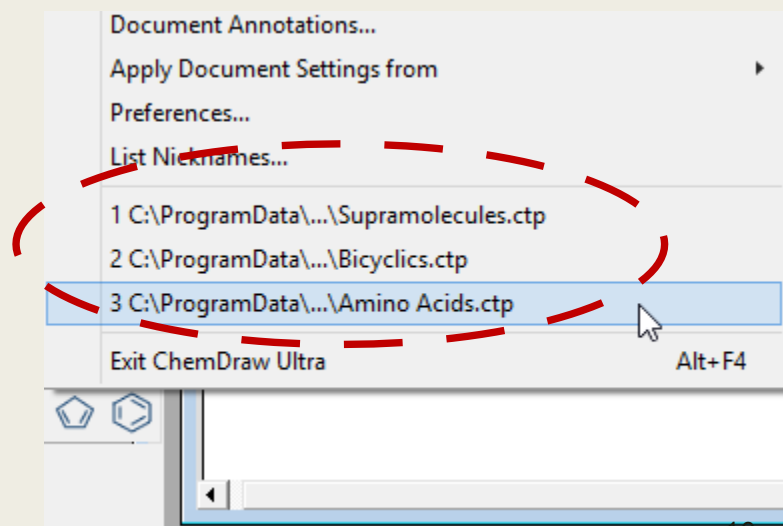 Document Annotations...
Apply Document Settings from
Preferences...
List Nicknames...
1 C:\ProgramData\...\Supramolecules.ctp
2 C:\ProgramData\...\Bicyclics.ctp
3 C:\ProgramData\...\Amino Acids.ctp
Exit ChemDraw Ultra Alt+F4